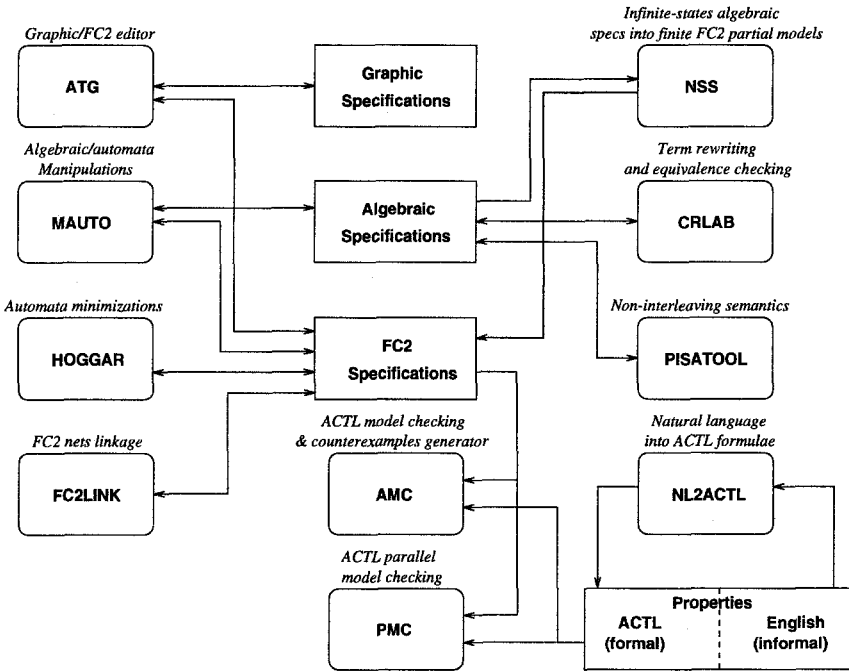 Graphic/FC2 editor
ATG
Graphic
Specifications
Infinite-states algebraic
specs into finite FC2 partial models
NSS
Algebraic/automata
Manipulations
MAUTO
Algebraic
Specifications
Term rewriting
and equivalence checking
CRLAB
Automata minimizations
HOGGAR
FC2
Specifications
Non-interleaving semantics
PISATOOL
FC2 nets linkage
FC2LINK
ACTL model checking
& counterexamples generator
AMC
Natural language
into ACTL formulae
NL2ACTL
ACTL parallel
model checking
PMC
Properties
ACTL
(formal)
English
(informal)